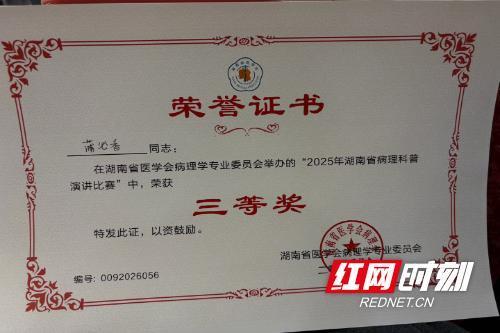 荣誉证书
蒲沁香 同志：
在湖南省医学会病理学专业委员会举办的“2025年湖南省病理科普
演讲比赛”中，荣获
三等奖
特发此证，以资鼓励。
湖南省医学会病理学专业委员会
编号：0092026056
红网时刻
REDNET.CN